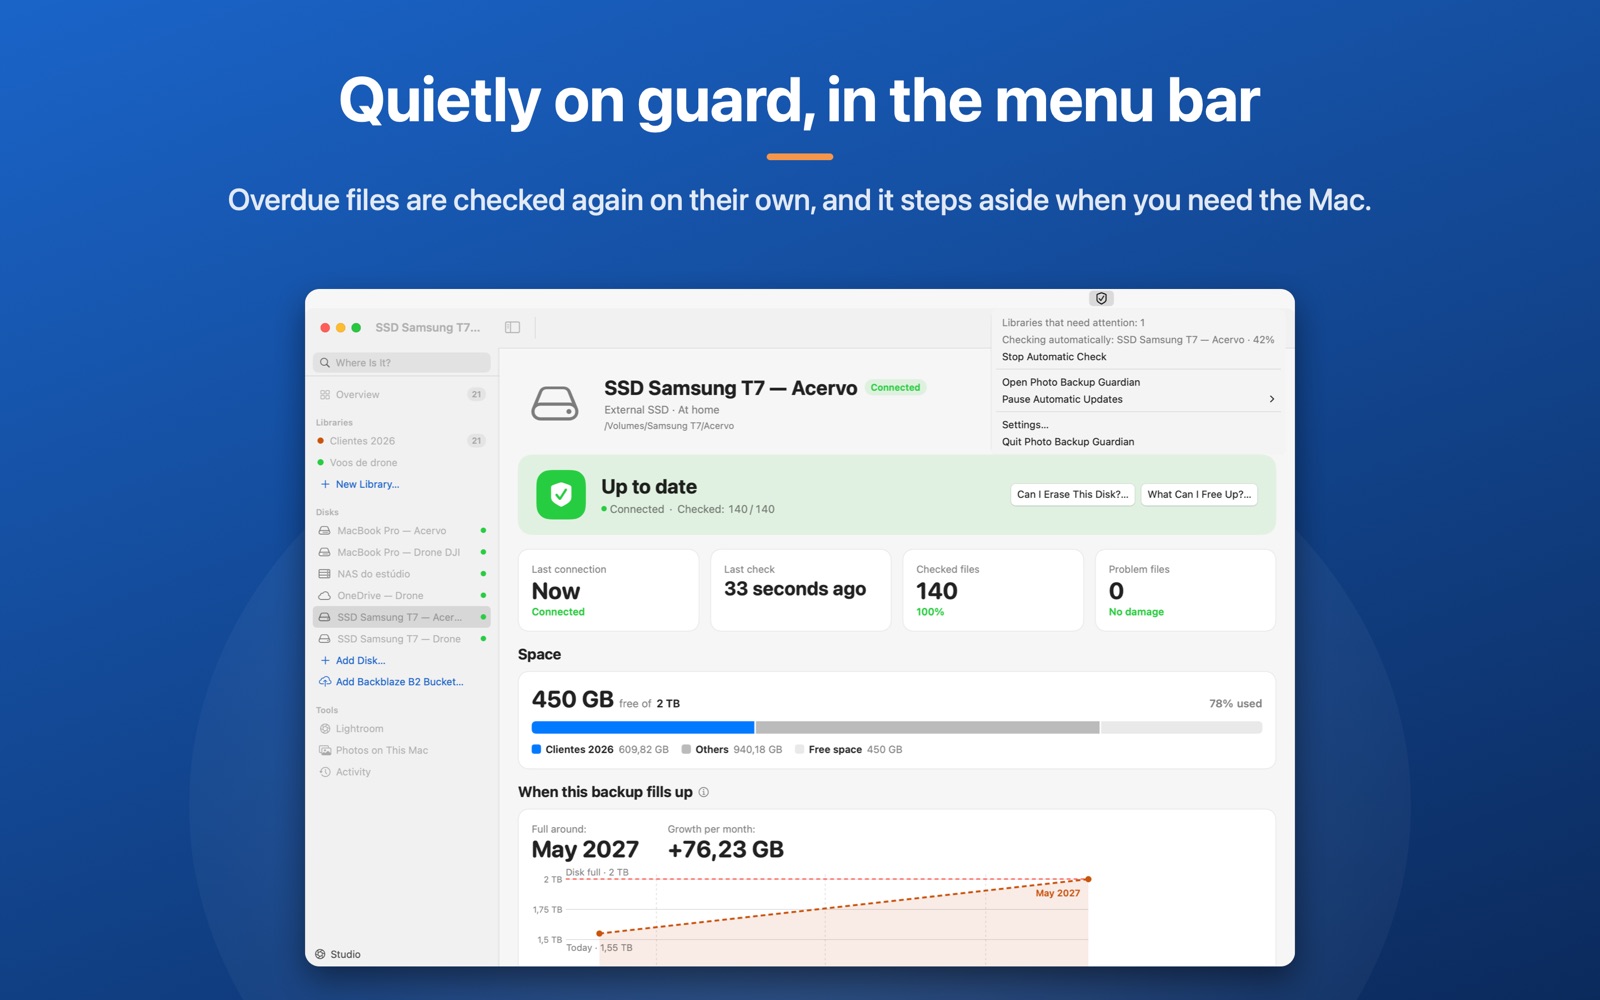 Quietly on guard, in the menu bar
Overdue files are checked again on their own, and it steps aside when you need the Mac.
SSD Samsung T7...
Where Is It?
Overview 21
Libraries
Clientes 2026 21
Voos de drone
New Library...
Disks
MacBook Pro — Acervo
MacBook Pro — Drone DJI
NAS do estúdio
OneDrive — Drone
SSD Samsung T7 — Acer...
SSD Samsung T7 — Drone
Add Disk...
Add Backblaze B2 Bucket...
Tools
Lightroom
Photos on This Mac
Activity
Studio
Libraries that need attention: 1
Checking automatically: SSD Samsung T7 — Acervo · 42%
Stop Automatic Check
Open Photo Backup Guardian
Pause Automatic Updates
Settings...
Quit Photo Backup Guardian
SSD Samsung T7 — Acervo Connected
External SSD · At home
/Volumes/Samsung T7/Acervo
Up to date
Connected · Checked: 140/140
Can I Erase This Disk?...
What Can I Free Up?...
Last connection
Now
Connected
Last check
33 seconds ago
Checked files
140
100%
Problem files
0
No damage
Space
450 GB free of 2 TB
78% used
Clientes 2026 609,82 GB Others 940,18 GB Free space 450 GB
When this backup fills up
Full around:
May 2027
Growth per month:
+76,23 GB
Disk full · 2 TB
2 TB
May 2027
1,75 TB
1,5 TB
Today · 1,55 TB